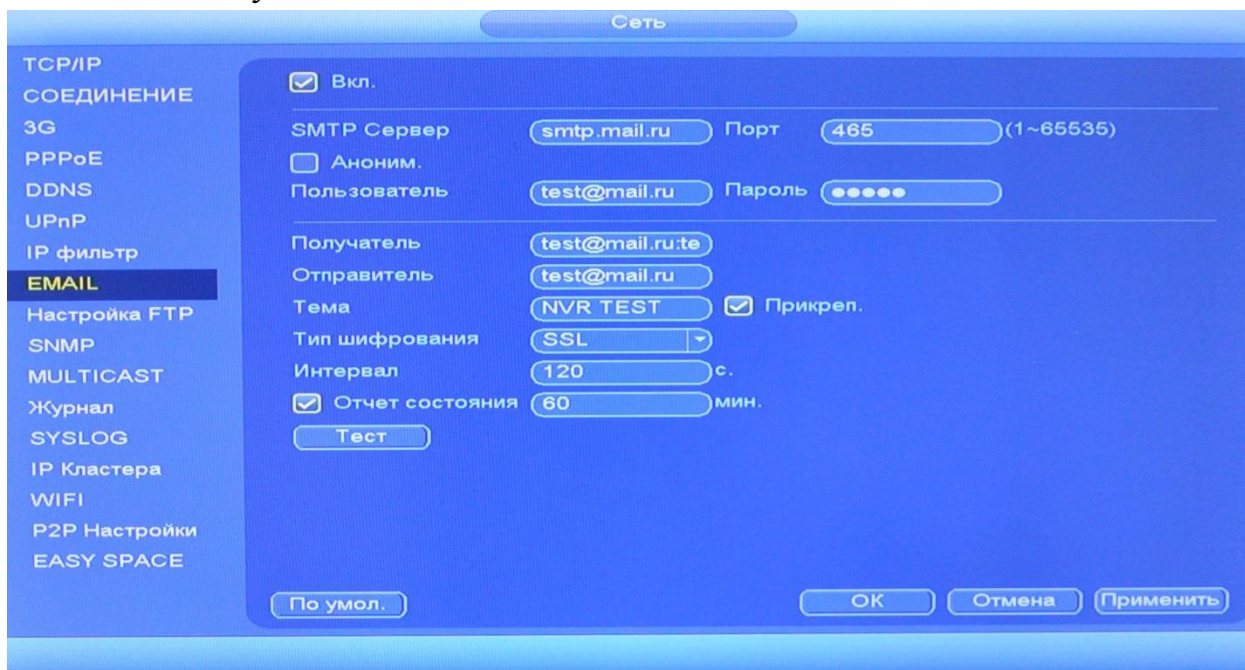 Сеть
TCP/IP
СОЕДИНЕНИЕ
3G
PPPoE
DDNS
UPnP
IP фильтр
EMAIL
Настройка FTP
SNMP
MULTICAST
Журнал
SYSLOG
IP Кластера
WIFI
P2P Настройки
EASY SPACE
Вкл.
SMTP Сервер smtp.mail.ru Порт 465 (1~65535)
Аноним.
Пользователь test@mail.ru Пароль ●●●●●
Получатель test@mail.ru:te
Отправитель test@mail.ru
Тема NVR TEST Прикреп.
Тип шифрования SSL
Интервал 120 с.
Отчет состояния 60 мин.
Тест
По умол. ОК Отмена Применить